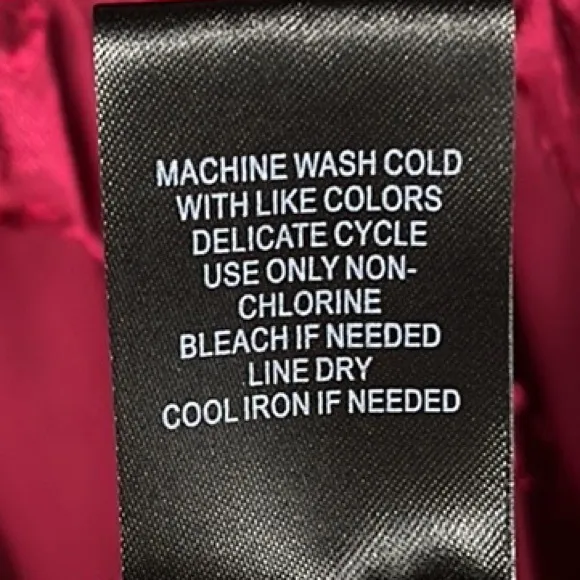 MACHINE WASH COLD
WITH LIKE COLORS
DELICATE CYCLE
USE ONLY NON-
CHLORINE
BLEACH IF NEEDED
LINE DRY
COOL IRON IF NEEDED